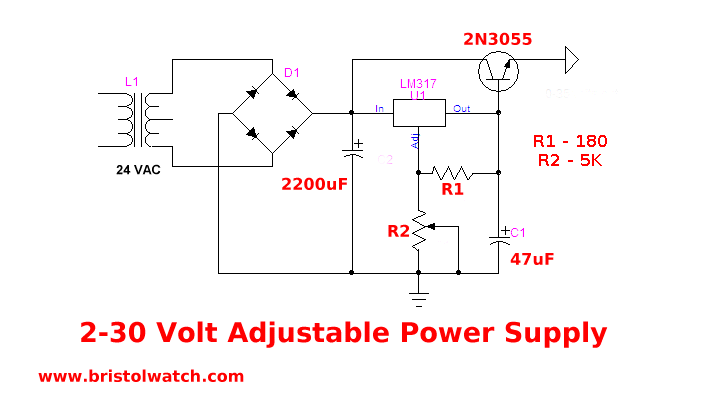 2N3055
L1
D1
LM317
U1
In
Out
Adj
R1 - 180
R2 - 5K
24 VAC
C2
2200uF
R1
R2
C1
47uF
2-30 Volt Adjustable Power Supply
www.bristolwatch.com